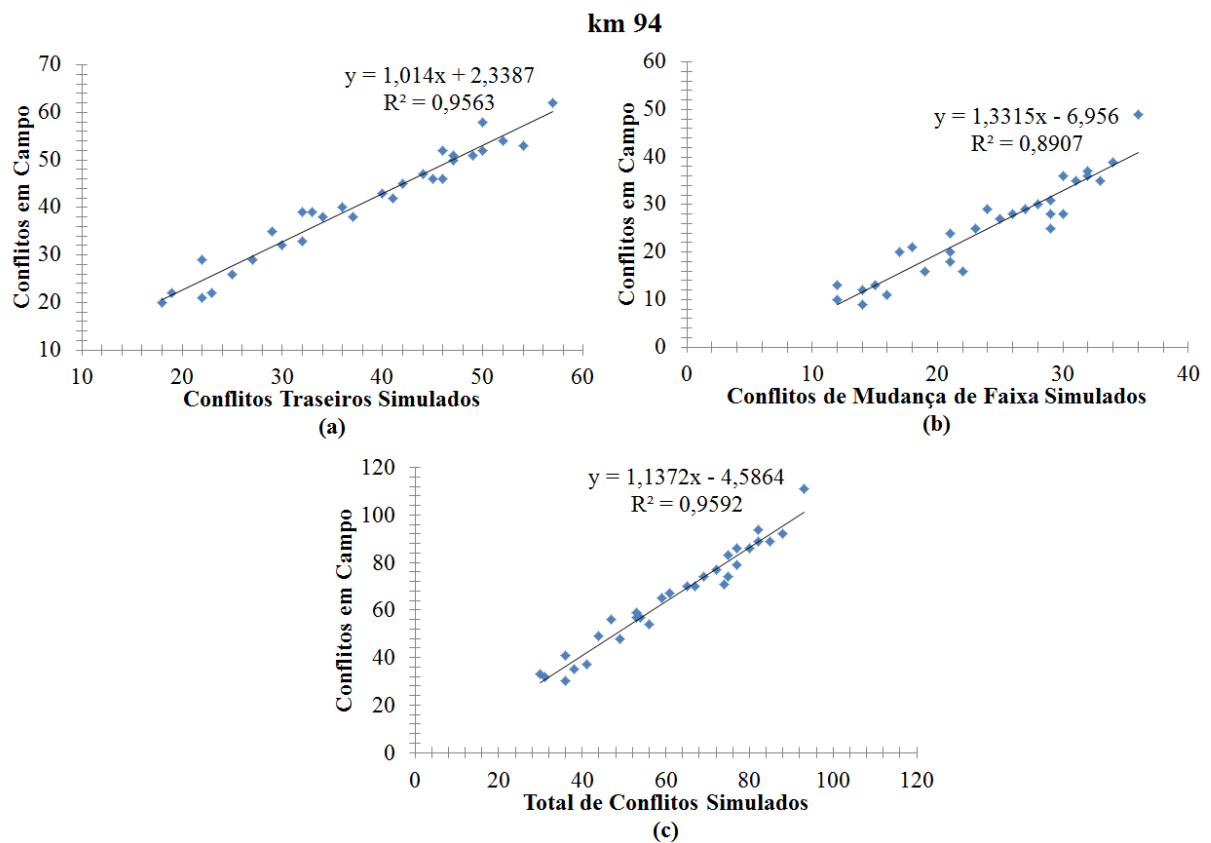 km 94
70
60
50
40
30
20
10
Conflitos em Campo
y = 1,014x + 2,3387
R² = 0,9563
10 20 30 40 50 60
Conflitos Traseiros Simulados
(a)
60
50
40
30
20
10
0
Conflitos em Campo
y = 1,3315x - 6,956
R² = 0,8907
0 10 20 30 40
Conflitos de Mudança de Faixa Simulados
(b)
120
100
80
60
40
20
0
Conflitos em Campo
y = 1,1372x - 4,5864
R² = 0,9592
0 20 40 60 80 100 120
Total de Conflitos Simulados
(c)